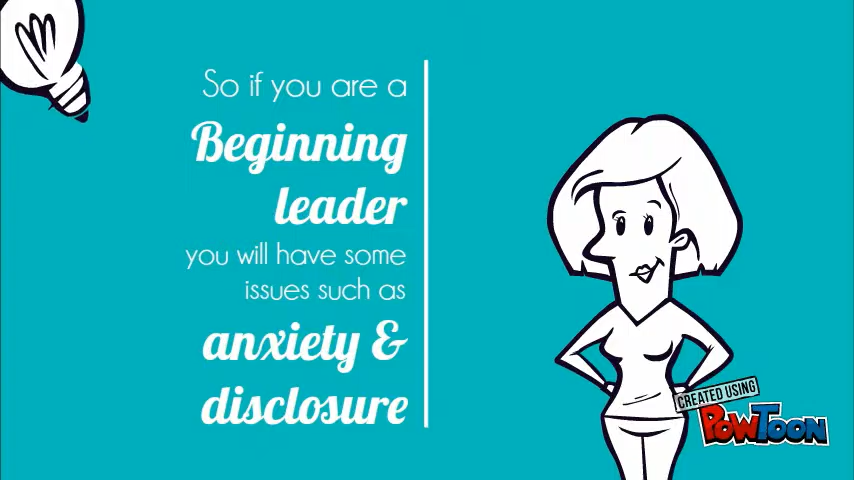 So if you are a
Beginning
leader
you will have some
issues such as
anxiety &
disclosure
CREATED USING
POWTOON